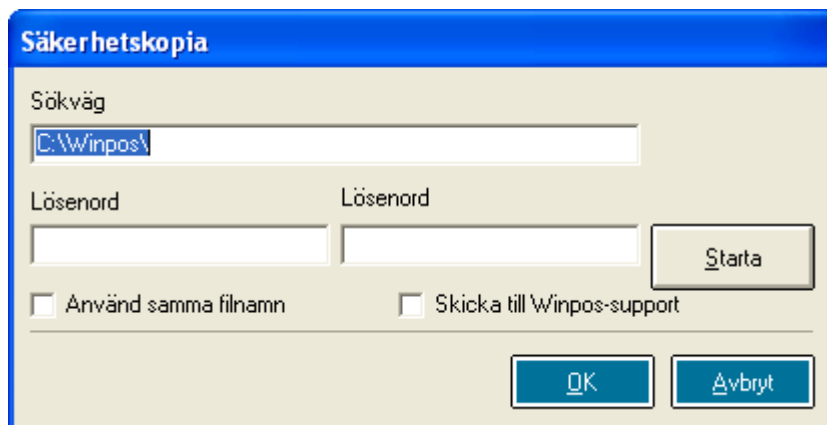 Säkerhetskopia
Sökväg
C:\Winpos\
Lösenord Lösenord
Starta
Använd samma filnamn Skicka till Winpos-support
OK Avbryt